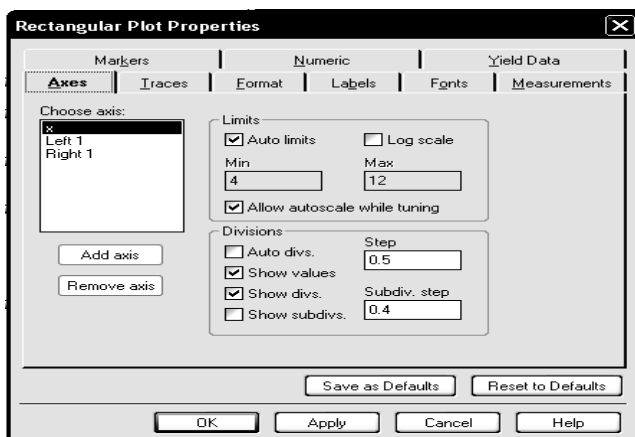 Rectangular Plot Properties
Markers Numeric Yield Data
Axes Traces Format Labels Fonts Measurements
Choose axis:
x
Left 1
Right 1
Add axis
Remove axis
Limits
Auto limits Log scale
Min Max
4 12
Allow autoscale while tuning
Divisions
Auto divs. Step
0.5
Show values
Show divs. Subdiv. step
Show subdivs. 0.4
Save as Defaults Reset to Defaults
OK Apply Cancel Help